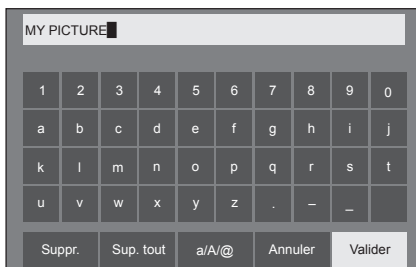 MY PICTURE
1 2 3 4 5 6 7 8 9 0
a b c d e f g h i j
k l m n o p q r s t
u v w x y z . – _
Suppr. Sup. tout a/A/@ Annuler Valider